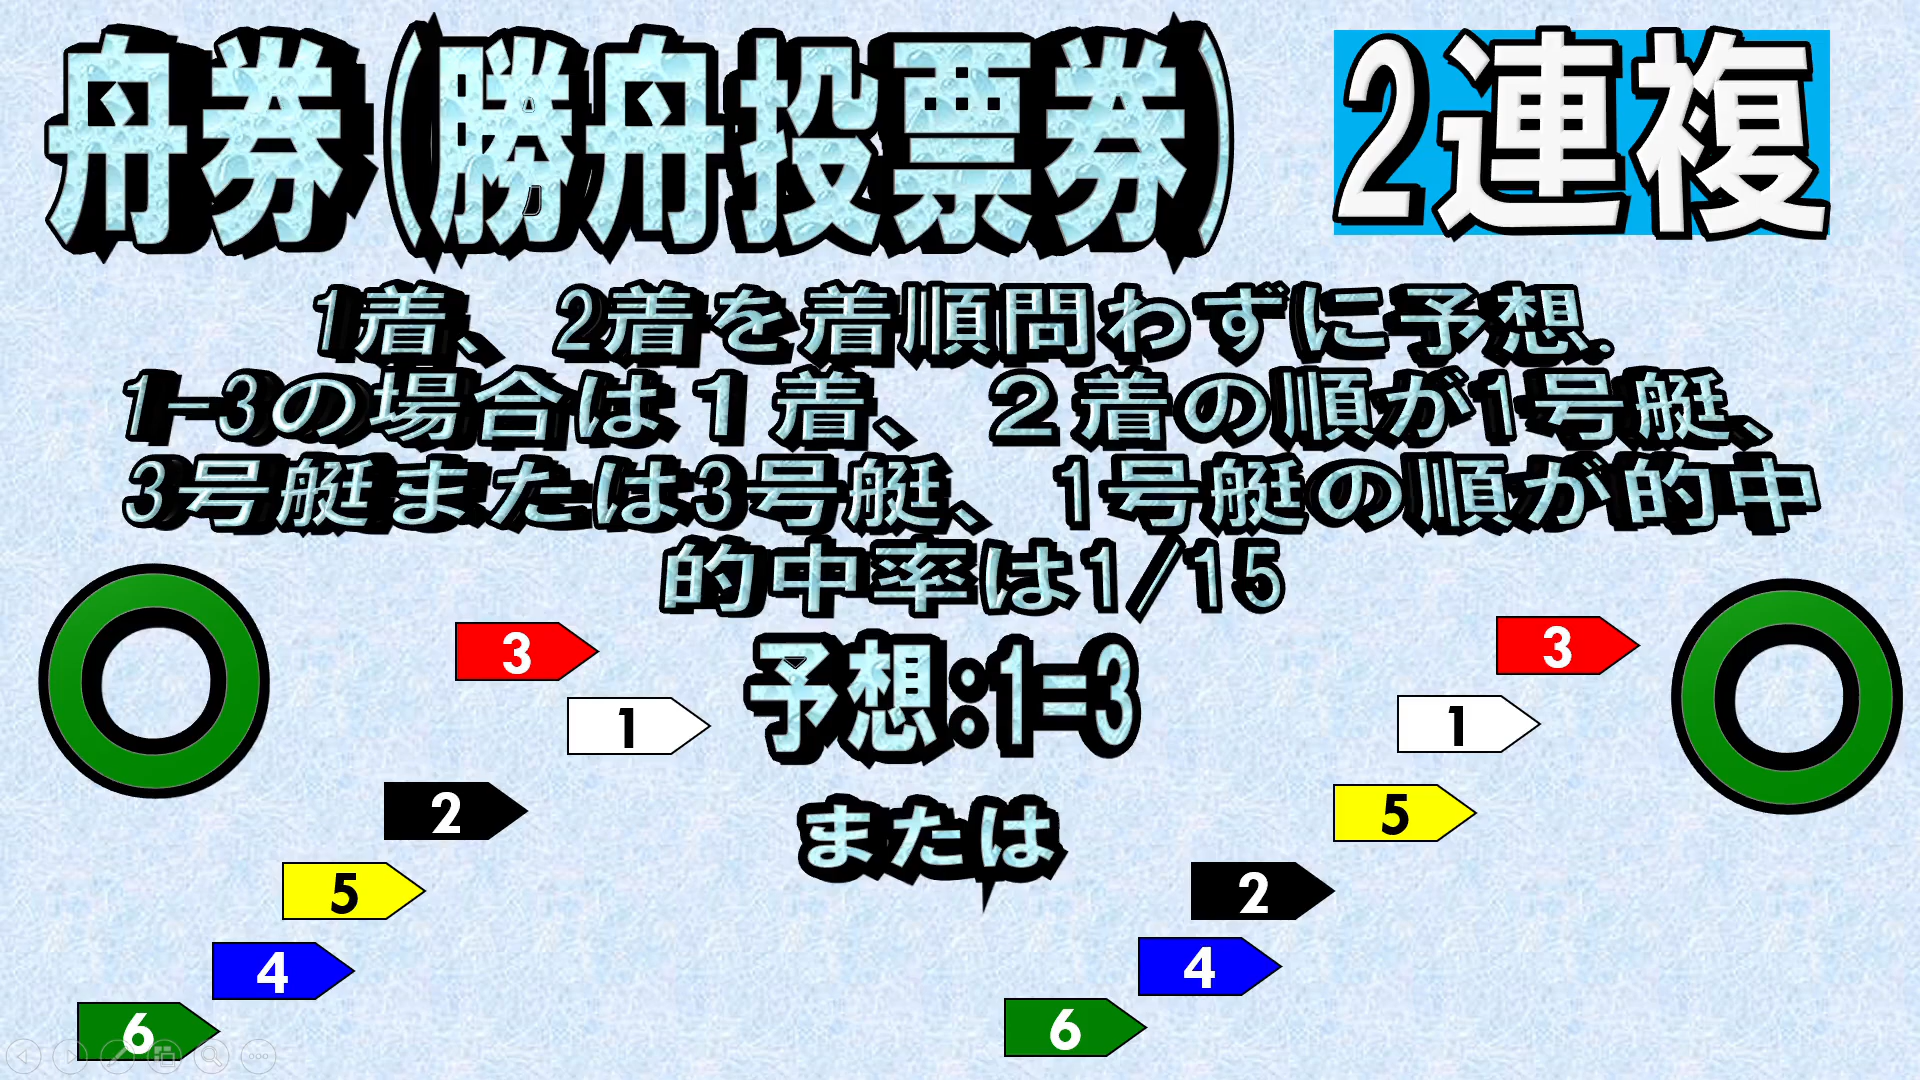 舟券(勝舟投票券)
2連複
1着、2着を着順問わずに予想.
1-3の場合は１着、２着の順が1号艇、
3号艇または3号艇、1号艇の順が的中
的中率は1/15
予想:1=3
または
3
1
2
5
4
6
3
1
5
2
4
6